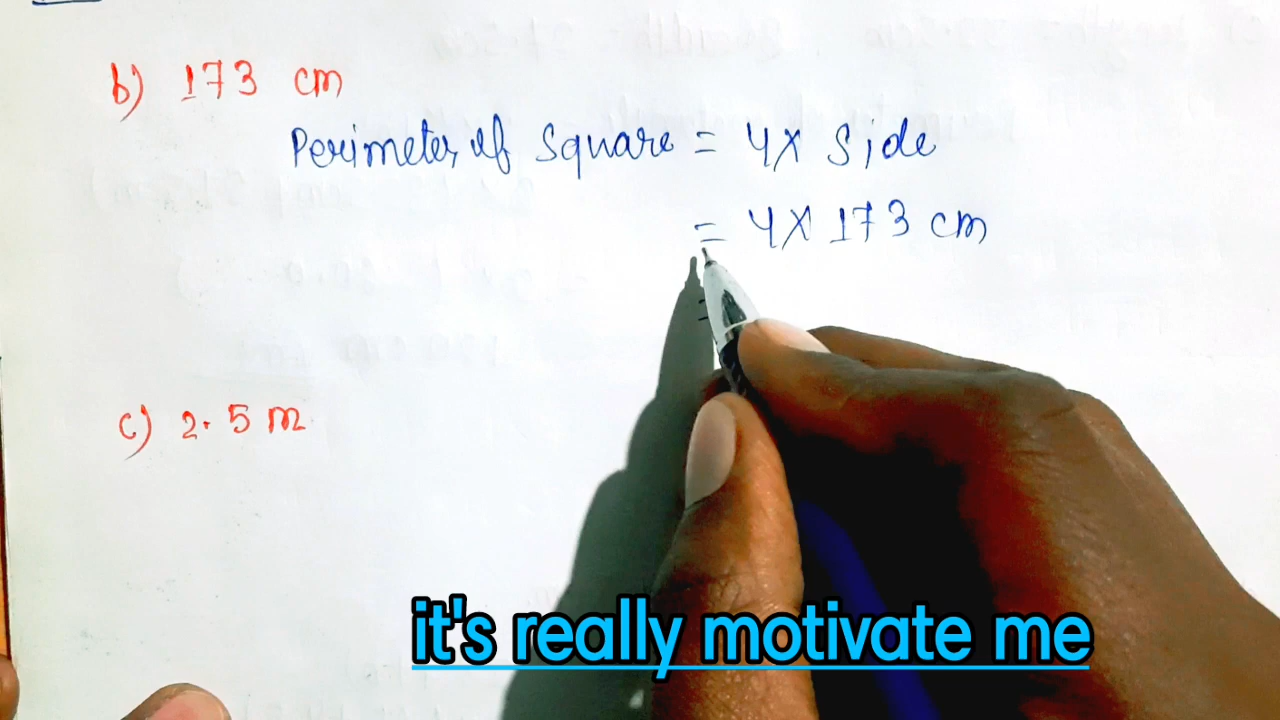 b) 173 cm
Perimeter of Square = 4X Side
= 4X 173 cm
=
c) 2.5 m
it's really motivate me